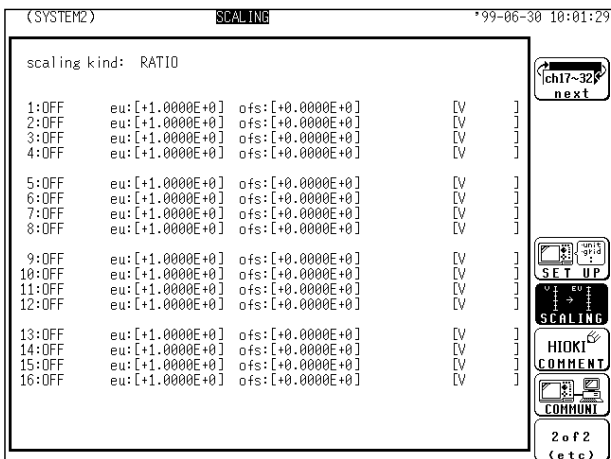 (SYSTEM2) SCALING '99-06-30 10:01:29
scaling kind: RATIO
1:OFF eu:[+1.0000E+0] ofs:[+0.0000E+0] [V ]
2:OFF eu:[+1.0000E+0] ofs:[+0.0000E+0] [V ]
3:OFF eu:[+1.0000E+0] ofs:[+0.0000E+0] [V ]
4:OFF eu:[+1.0000E+0] ofs:[+0.0000E+0] [V ]
5:OFF eu:[+1.0000E+0] ofs:[+0.0000E+0] [V ]
6:OFF eu:[+1.0000E+0] ofs:[+0.0000E+0] [V ]
7:OFF eu:[+1.0000E+0] ofs:[+0.0000E+0] [V ]
8:OFF eu:[+1.0000E+0] ofs:[+0.0000E+0] [V ]
9:OFF eu:[+1.0000E+0] ofs:[+0.0000E+0] [V ]
10:OFF eu:[+1.0000E+0] ofs:[+0.0000E+0] [V ]
11:OFF eu:[+1.0000E+0] ofs:[+0.0000E+0] [V ]
12:OFF eu:[+1.0000E+0] ofs:[+0.0000E+0] [V ]
13:OFF eu:[+1.0000E+0] ofs:[+0.0000E+0] [V ]
14:OFF eu:[+1.0000E+0] ofs:[+0.0000E+0] [V ]
15:OFF eu:[+1.0000E+0] ofs:[+0.0000E+0] [V ]
16:OFF eu:[+1.0000E+0] ofs:[+0.0000E+0] [V ]
ch17~32
next
unit
grid
SET UP
V EU
SCALING
HIOKI
COMMENT
COMMUNI
2of2
(etc)